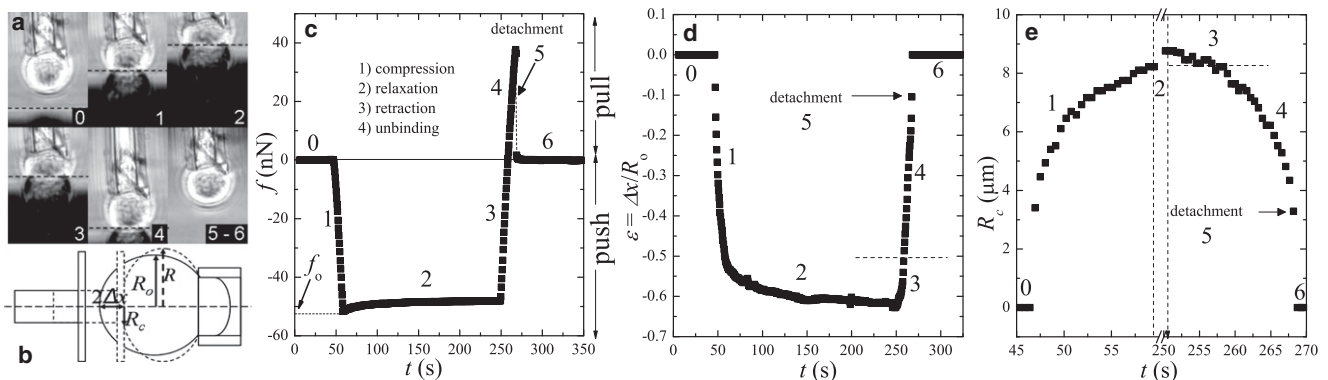 a
0
1
2
3
4
5 - 6
b
2Δx
R_o
R
R_c
c
detachment
5
4
1) compression
2) relaxation
3) retraction
4) unbinding
0
6
1
3
2
f_o
pull
push
f (nN)
40
20
0
-20
-40
-60
0 50 100 150 200 250 300 350
t (s)
d
0
6
detachment
5
1
4
2
3
ε = Δx/R_o
0.1
0.0
-0.1
-0.2
-0.3
-0.4
-0.5
-0.6
-0.7
0 50 100 150 200 250 300
t (s)
e
3
1
2
4
detachment
5
0
6
R_c (μm)
10
8
6
4
2
0
45 50 55 250 255 260 265 270
t (s)